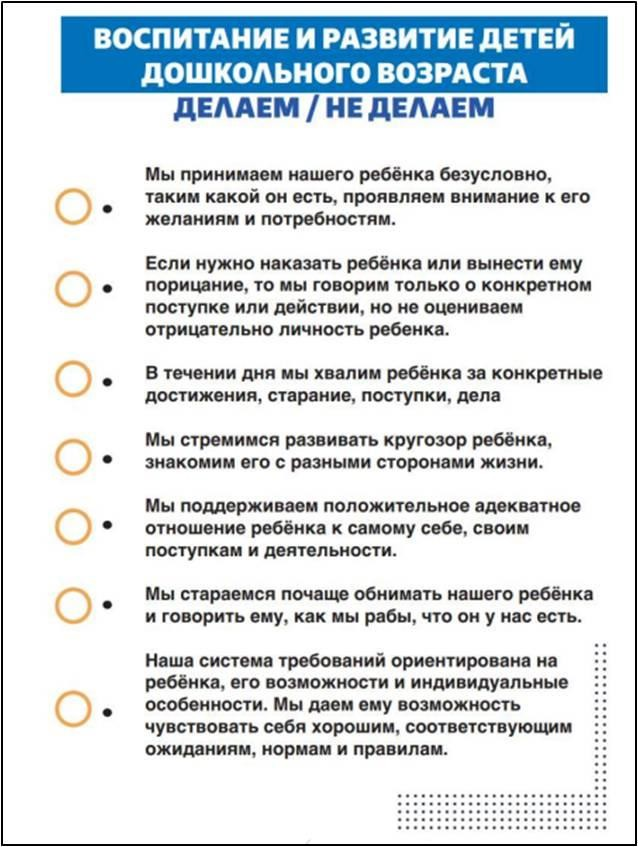 ВОСПИТАНИЕ И РАЗВИТИЕ ДЕТЕЙ
ДОШКОЛЬНОГО ВОЗРАСТА
ДЕЛАЕМ / НЕ ДЕЛАЕМ
Мы принимаем нашего ребёнка безусловно,
таким какой он есть, проявляем внимание к его
желаниям и потребностям.
Если нужно наказать ребёнка или вынести ему
порицание, то мы говорим только о конкретном
поступке или действии, но не оцениваем
отрицательно личность ребенка.
В течении дня мы хвалим ребёнка за конкретные
достижения, старание, поступки, дела
Мы стремимся развивать кругозор ребёнка,
знакомим его с разными сторонами жизни.
Мы поддерживаем положительное адекватное
отношение ребёнка к самому себе, своим
поступкам и деятельности.
Мы стараемся почаще обнимать нашего ребёнка
и говорить ему, как мы рабы, что он у нас есть.
Наша система требований ориентирована на
ребёнка, его возможности и индивидуальные
особенности. Мы даем ему возможность
чувствовать себя хорошим, соответствующим
ожиданиям, нормам и правилам.